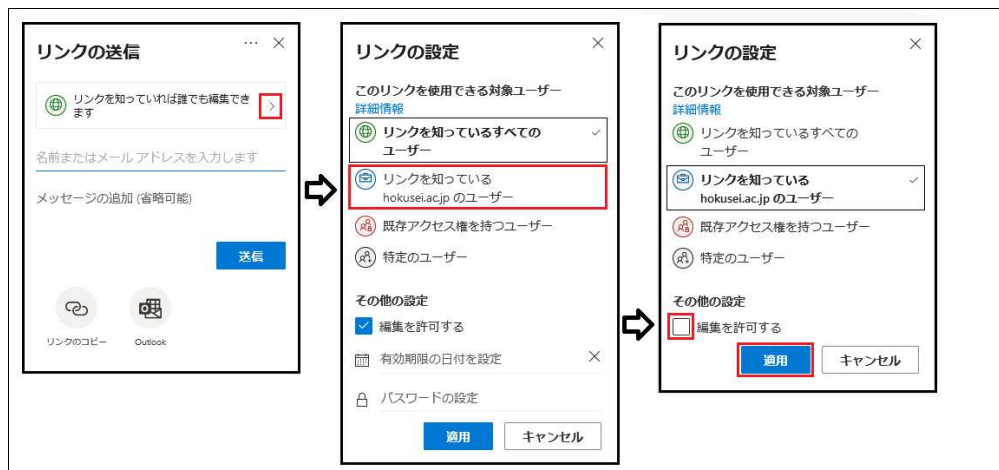 リンクの送信
リンクを知っていれば誰でも編集でき
ます
名前またはメール アドレスを入力します
メッセージの追加 (省略可能)
送信
リンクのコピー
Outlook
リンクの設定
このリンクを使用できる対象ユーザー
詳細情報
リンクを知っているすべての
ユーザー
リンクを知っている
hokusei.ac.jp のユーザー
既存アクセス権を持つユーザー
特定のユーザー
その他の設定
編集を許可する
有効期限の日付を設定
パスワードの設定
適用
キャンセル
リンクの設定
このリンクを使用できる対象ユーザー
詳細情報
リンクを知っているすべての
ユーザー
リンクを知っている
hokusei.ac.jp のユーザー
既存アクセス権を持つユーザー
特定のユーザー
その他の設定
編集を許可する
適用
キャンセル